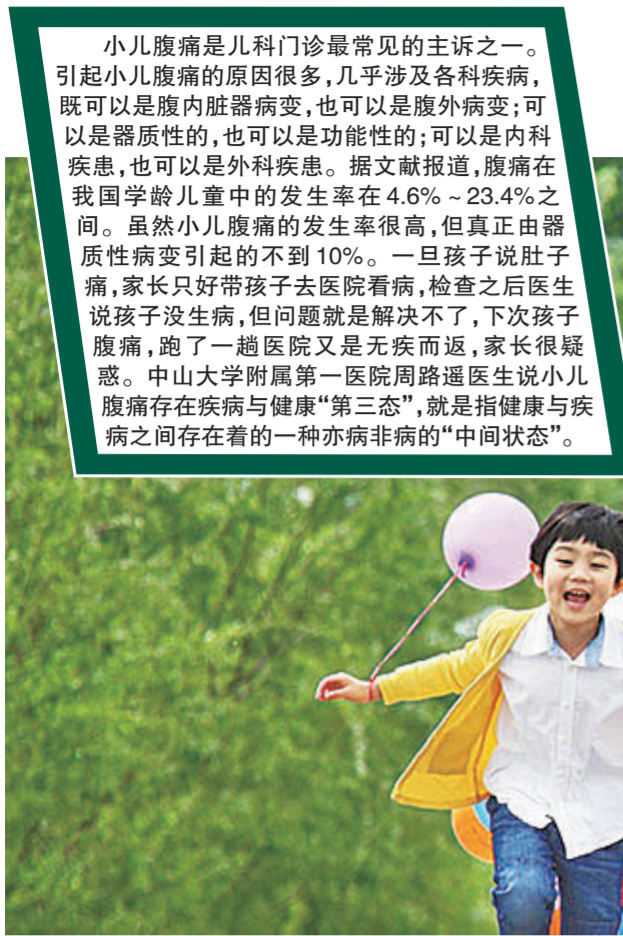 小儿腹痛是儿科门诊最常见的主诉之一。
引起小儿腹痛的原因很多,几乎涉及各科疾病,
既可以是腹内脏器病变,也可以是腹外病变;可
以是器质性的,也可以是功能性的;可以是内科
疾患,也可以是外科疾患。据文献报道,腹痛在
我国学龄儿童中的发生率在4.6%~23.4%之
间。虽然小儿腹痛的发生率很高,但真正由器
质性病变引起的不到10%。一旦孩子说肚子
痛,家长只好带孩子去医院看病,检查之后医生
说孩子没生病,但问题就是解决不了,下次孩子
腹痛,跑了一趟医院又是无疾而返,家长很疑
惑。中山大学附属第一医院周路遥医生说小儿
腹痛存在疾病与健康“第三态”,就是指健康与疾
病之间存在着的一种亦病非病的“中间状态”。